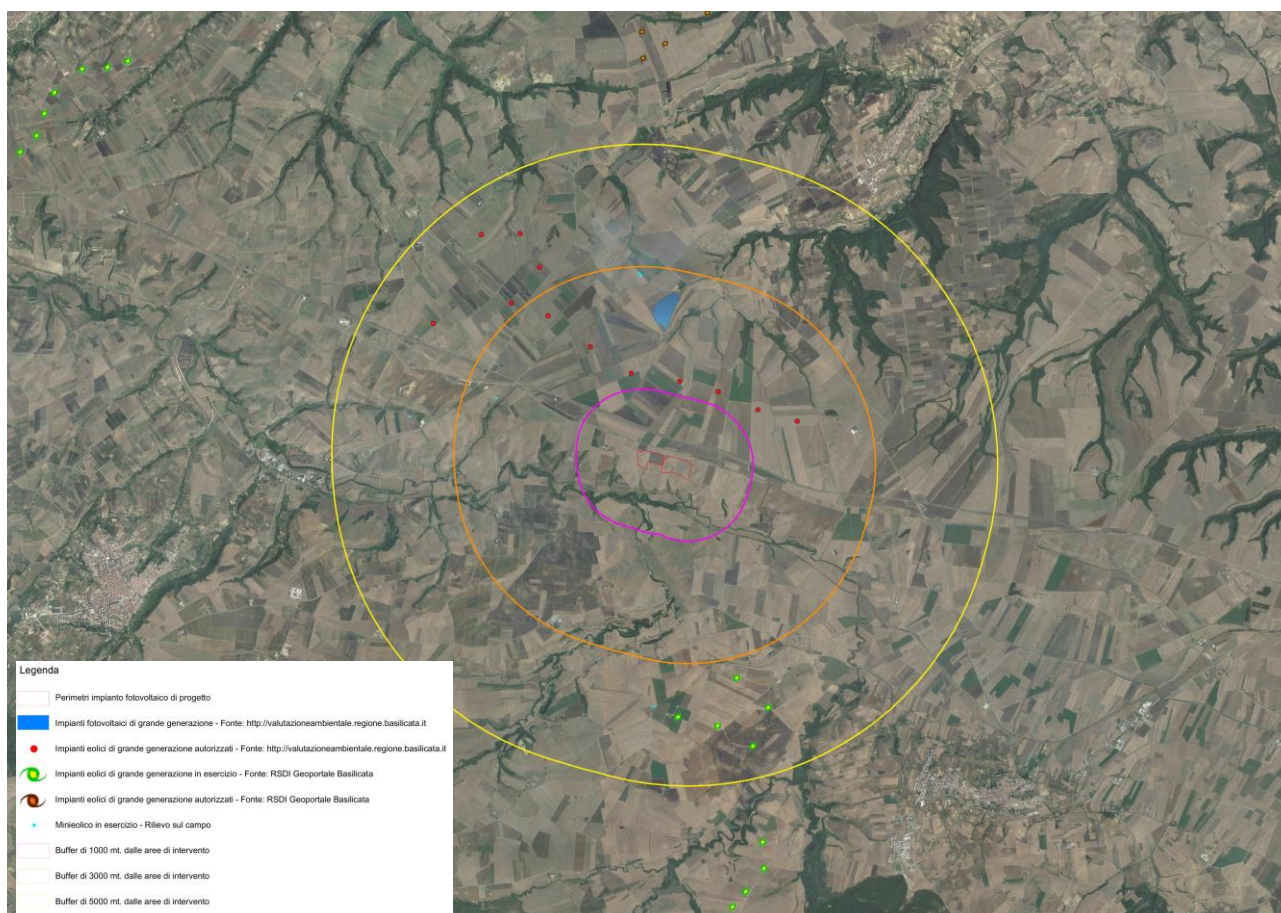 Legenda
Perimetri impianto fotovoltaico di progetto
Impianti fotovoltaici di grande generazione - Fonte: http://valutazioneambientale.regione.basilicata.it
Impianti eolici di grande generazione autorizzati - Fonte: http://valutazioneambientale.regione.basilicata.it
Impianti eolici di grande generazione in esercizio - Fonte: RSDI Geoportale Basilicata
Impianti eolici di grande generazione autorizzati - Fonte: RSDI Geoportale Basilicata
Minieolico in esercizio - Rilievo sul campo
Buffer di 1000 mt. dalle aree di intervento
Buffer di 3000 mt. dalle aree di intervento
Buffer di 5000 mt. dalle aree di intervento